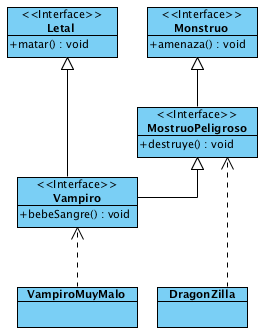 <<Interface>>
Letal
+matar() : void
<<Interface>>
Monstruo
+amenaza() : void
<<Interface>>
MostruoPeligroso
+destruye() : void
<<Interface>>
Vampiro
+bebeSangre() : void
VampiroMuyMalo
DragonZilla